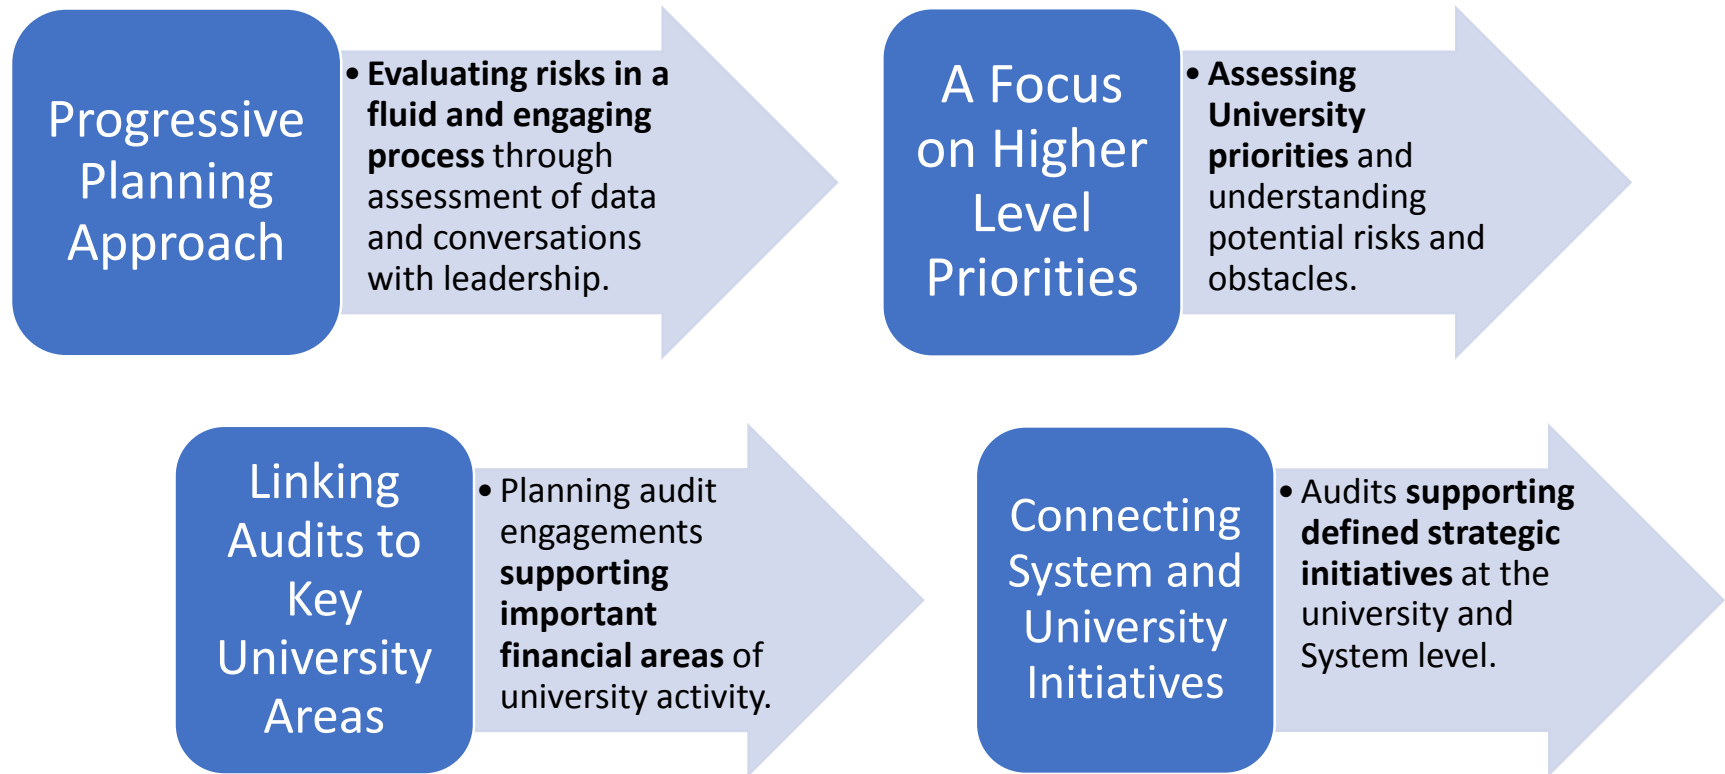 Progressive
Planning
Approach
• Evaluating risks in a
fluid and engaging
process through
assessment of data
and conversations
with leadership.
A Focus
on Higher
Level
Priorities
• Assessing
University
priorities and
understanding
potential risks and
obstacles.
Linking
Audits to
Key
University
Areas
• Planning audit
engagements
supporting
important
financial areas of
university activity.
Connecting
System and
University
Initiatives
• Audits supporting
defined strategic
initiatives at the
university and
System level.